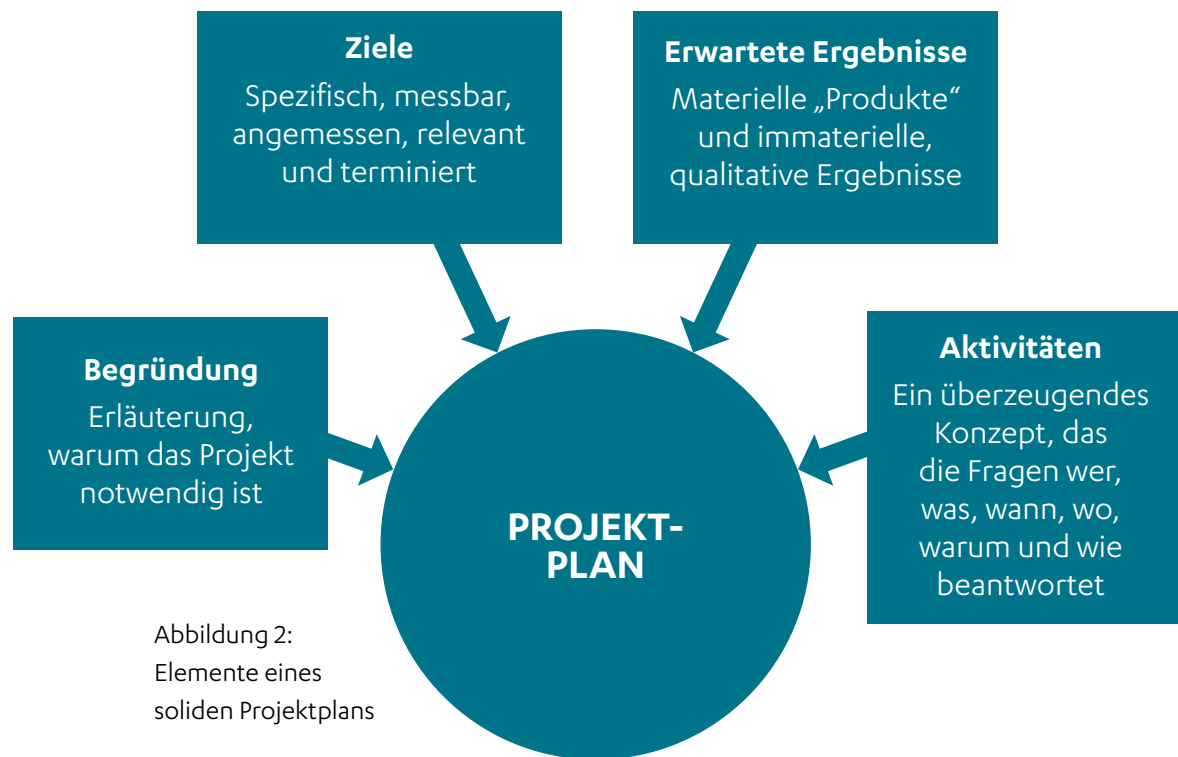 Ziele
Spezifisch, messbar,
angemessen, relevant
und terminiert
Erwartete Ergebnisse
Materielle „Produkte“
und immaterielle,
qualitative Ergebnisse
Begründung
Erläuterung,
warum das Projekt
notwendig ist
Aktivitäten
Ein überzeugendes
Konzept, das
die Fragen wer,
was, wann, wo,
warum und wie
beantwortet
PROJEKT-
PLAN
Abbildung 2:
Elemente eines
soliden Projektplans